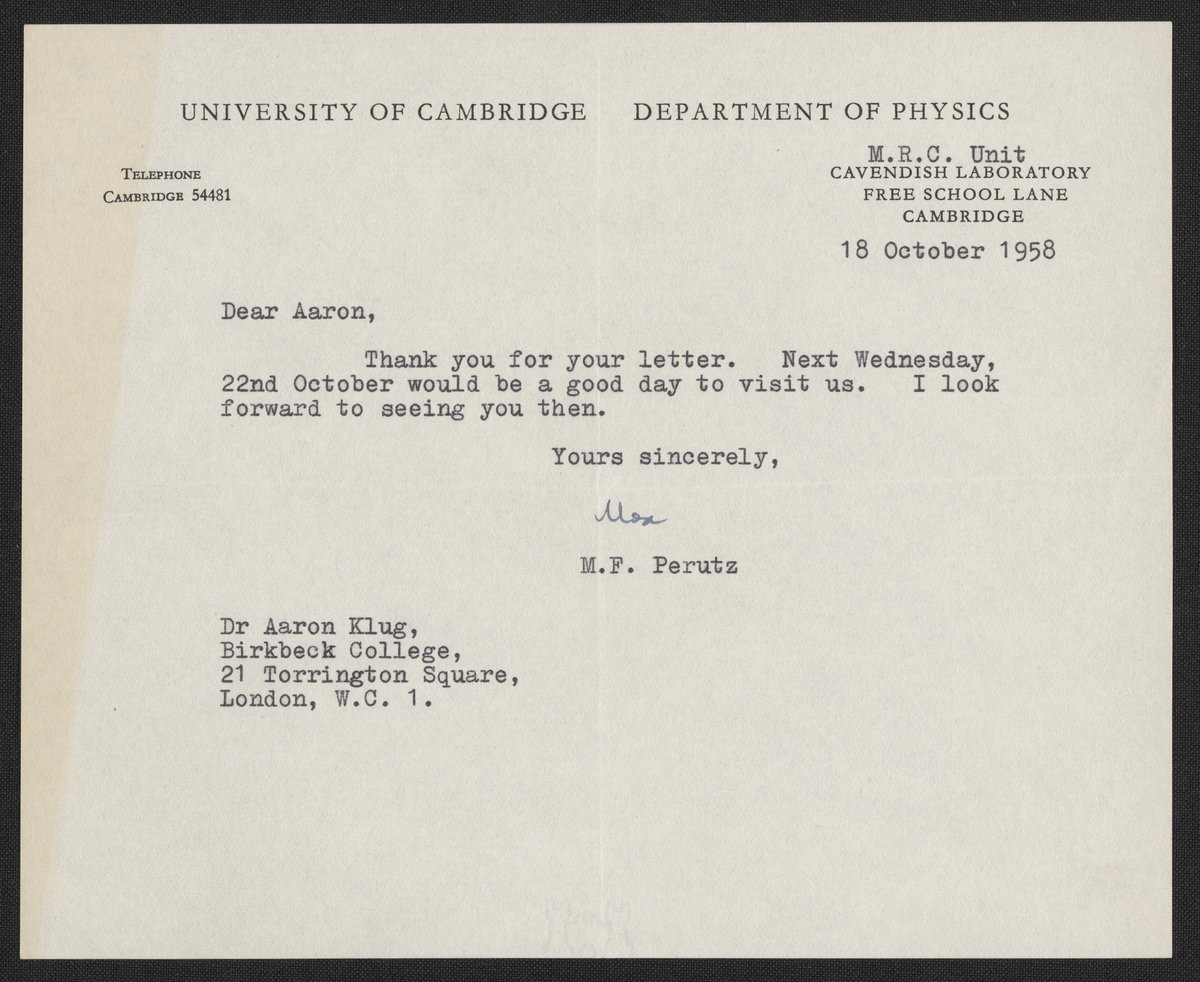 UNIVERSITY OF CAMBRIDGE DEPARTMENT OF PHYSICS
TELEPHONE
CAMBRIDGE 54481
M.R.C. Unit
CAVENDISH LABORATORY
FREE SCHOOL LANE
CAMBRIDGE
18 October 1958
Dear Aaron,
Thank you for your letter. Next Wednesday,
22nd October would be a good day to visit us. I look
forward to seeing you then.
Yours sincerely,
Max
M.F. Perutz
Dr Aaron Klug,
Birkbeck College,
21 Torrington Square,
London, W.C. 1.